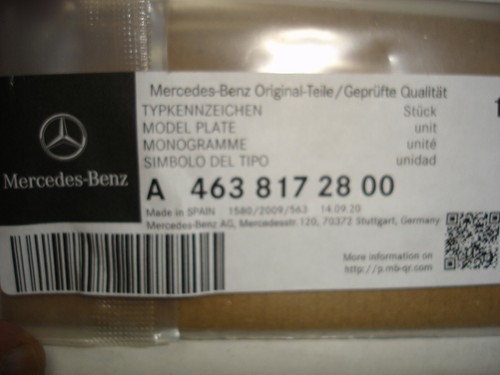 Mercedes-Benz Original-Teile/Geprüfte Qualität
TYPKENNZEICHEN Stück 1
MODEL PLATE unit
MONOGRAMME unité
SIMBOLO DEL TIPO unidad
Mercedes-Benz
A 463 817 28 00
Made in SPAIN 1580/2009/563 14.09.20
Mercedes-Benz AG, Mercedesstr.120, 70372 Stuttgart, Germany
More information on
http://p.mb-qr.com